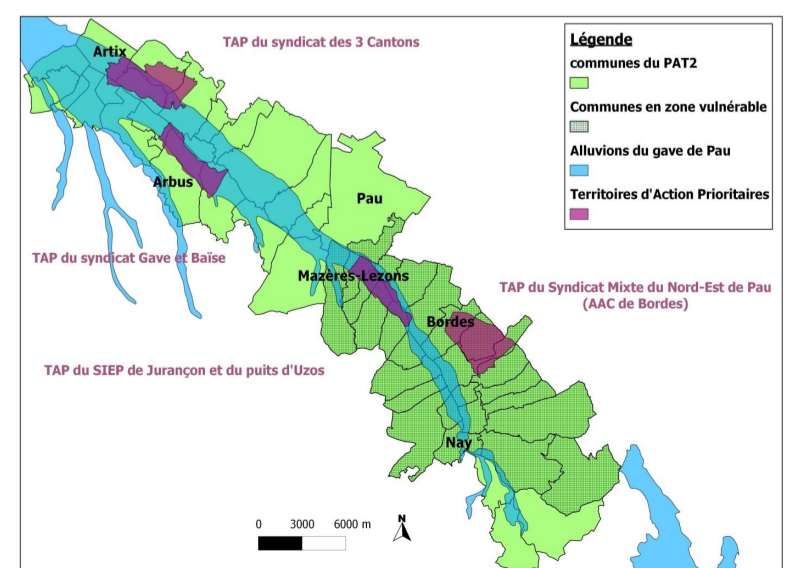 TAP du syndicat des 3 Cantons
Artix
Arbus
Pau
TAP du syndicat Gave et Baïse
Mazères-Lezons
TAP du Syndicat Mixte du Nord-Est de Pau
(AAC de Bordes)
Bordes
TAP du SIEP de Jurançon et du puits d'Uzos
Nay
0 3000 6000 m
N
Légende
communes du PAT2
Communes en zone vulnérable
Alluvions du gave de Pau
Territoires d'Action Prioritaires